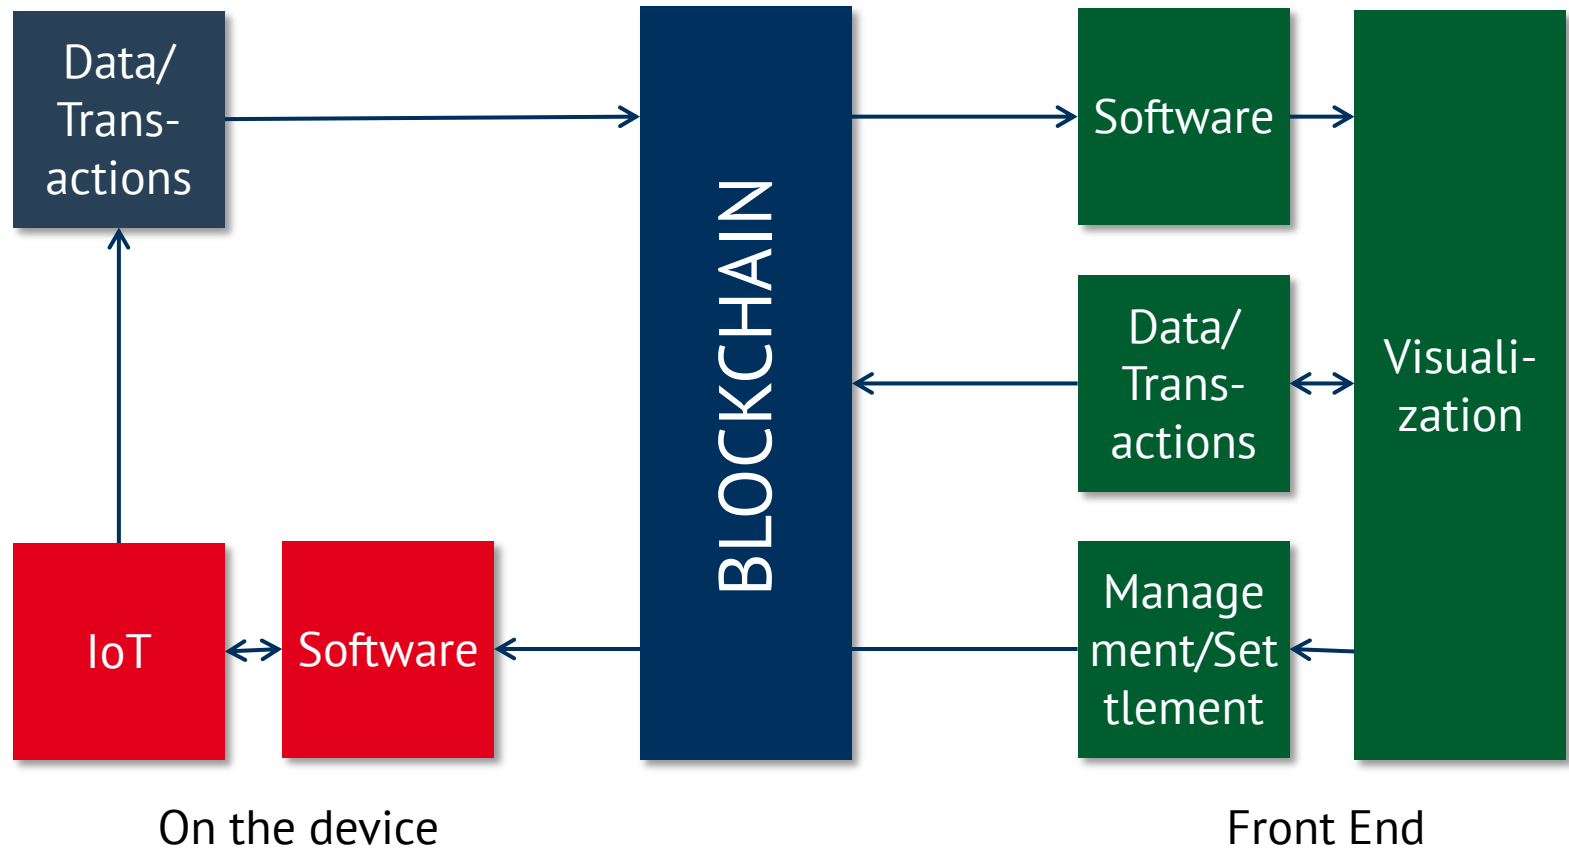 Data/
Trans-
actions
BLOCKCHAIN
Software
Data/
Trans-
actions
Visuali-
zation
IoT
Software
Manage
ment/Set
tlement
On the device
Front End